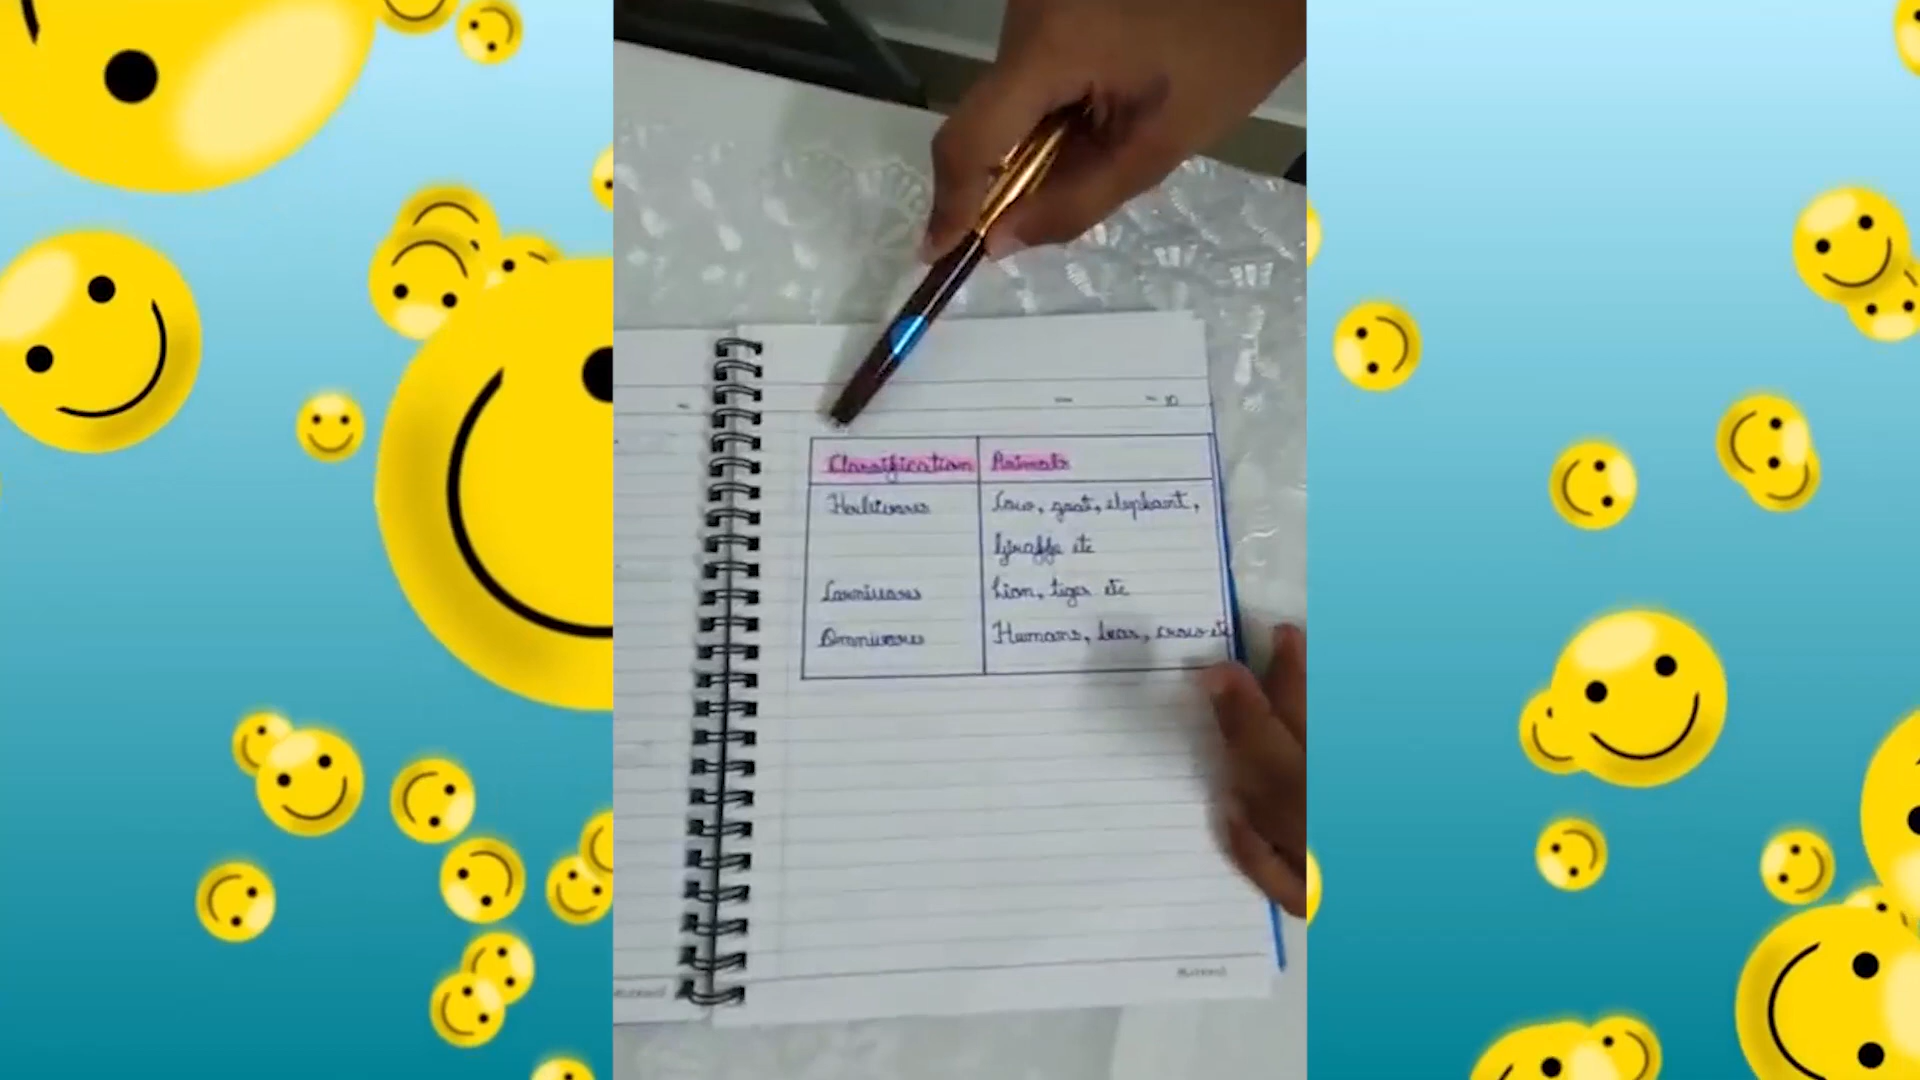 Classification Animals
Herbivores Cow, goat, elephant,
Giraffe etc
Carnivores Lion, tiger etc
Omnivores Humans, bear, crow etc